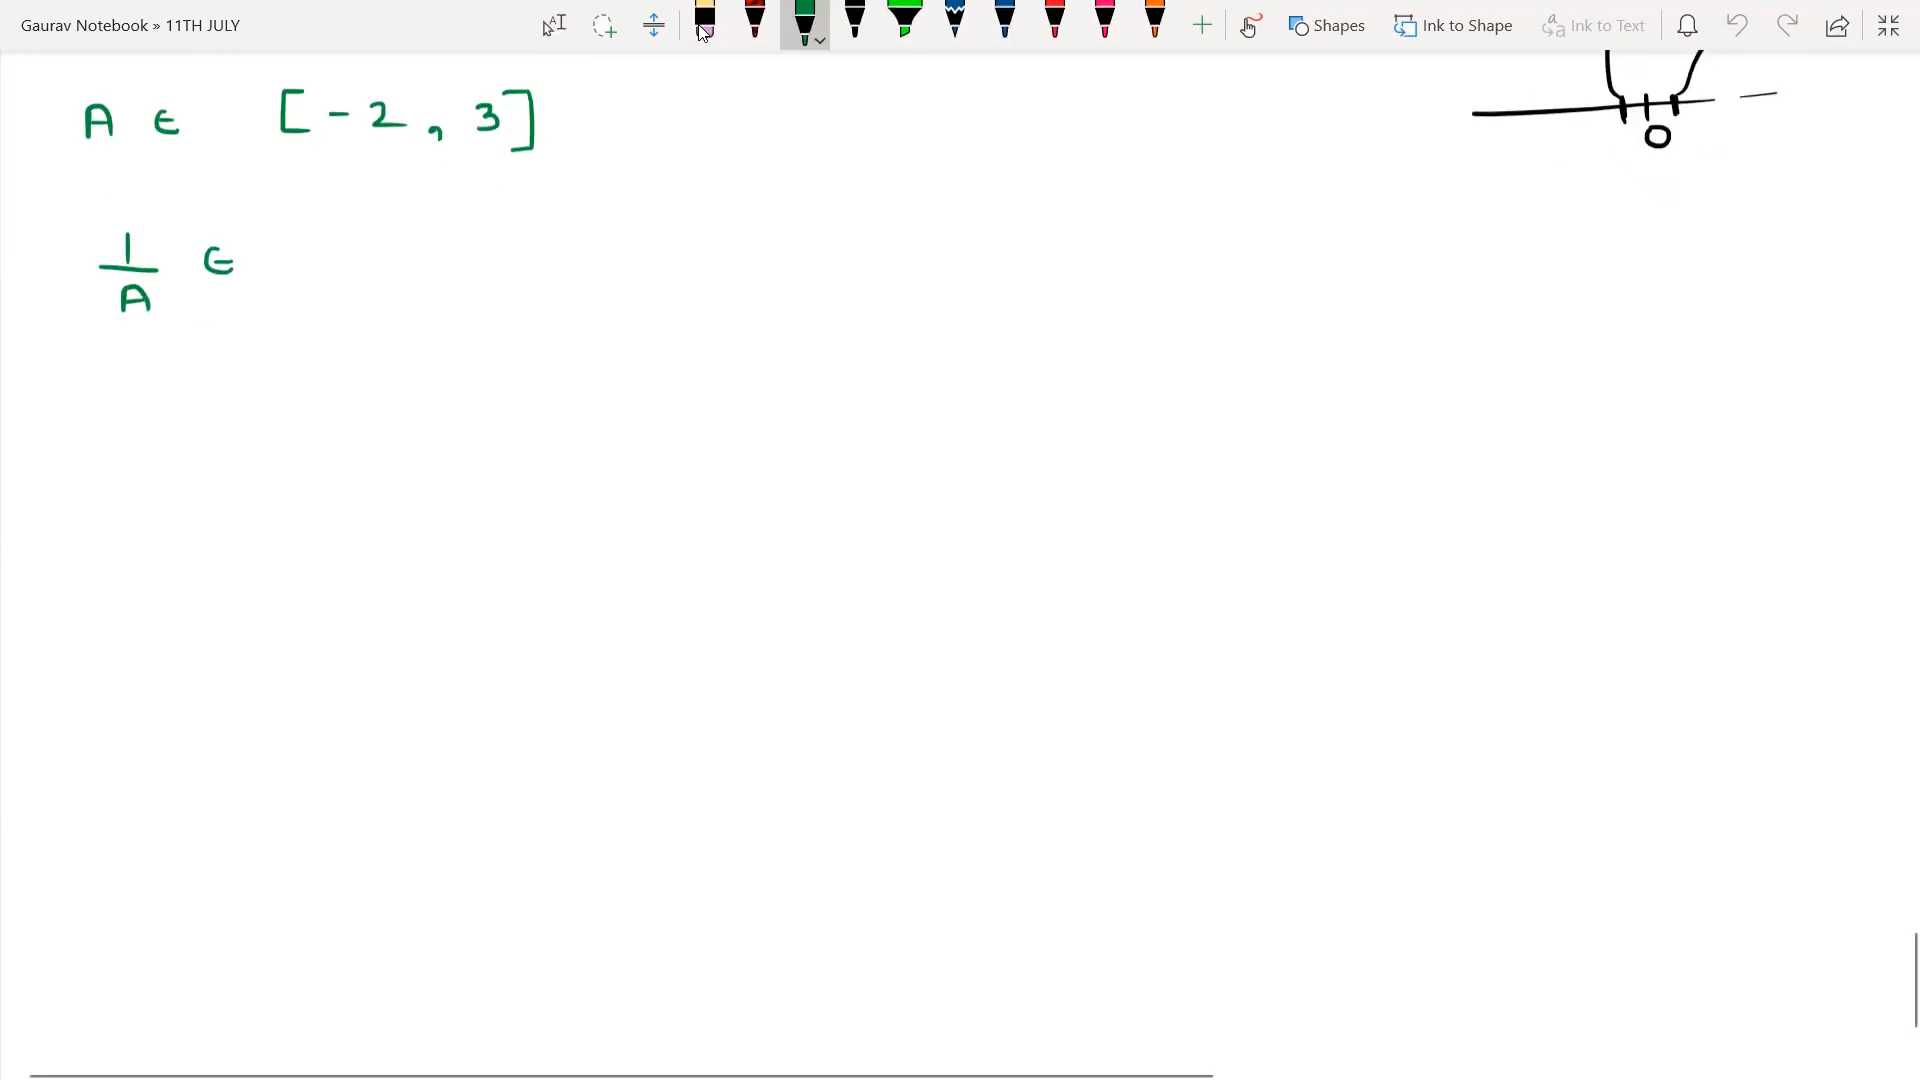 Gaurav Notebook » 11TH JULY
Shapes
Ink to Shape
Ink to Text
A ∈ [-2, 3]
0
1/A ∈